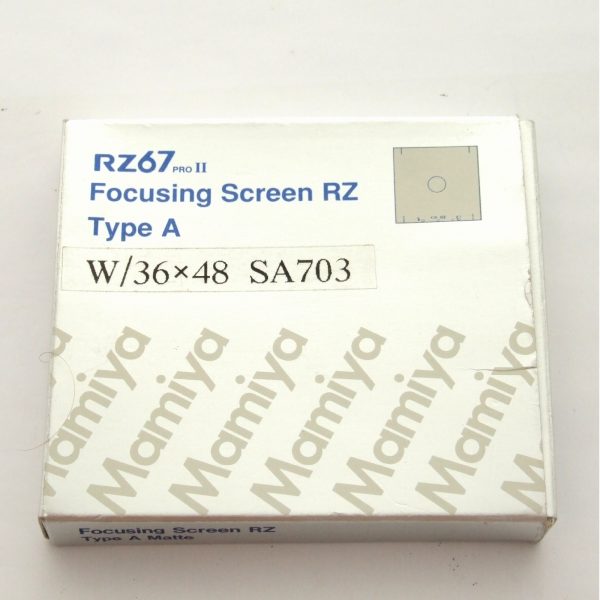 RZ67 PRO II
Focusing Screen RZ
Type A
W/36×48 SA703
Mamiya Mamiya Mamiya Mamiya Mamiya
Focusing Screen RZ
Type A Matte